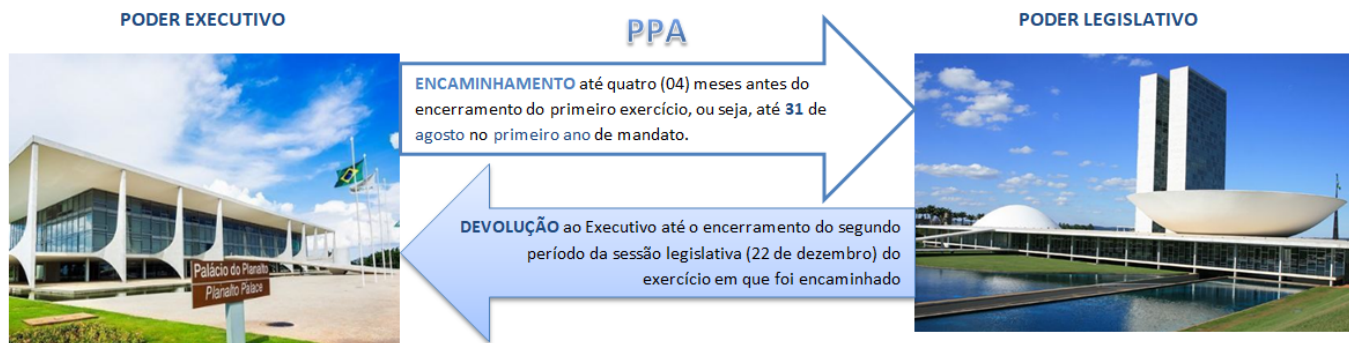 PODER EXECUTIVO
PPA
PODER LEGISLATIVO
ENCAMINHAMENTO até quatro (04) meses antes do
encerramento do primeiro exercício, ou seja, até 31 de
agosto no primeiro ano de mandato.
DEVOLUÇÃO ao Executivo até o encerramento do segundo
período da sessão legislativa (22 de dezembro) do
exercício em que foi encaminhado
Palácio do Planalto
Planalto Palace